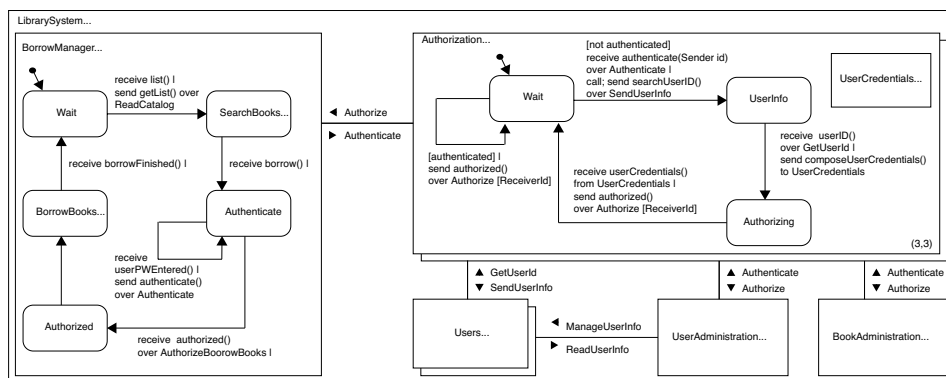 LibrarySystem...
BorrowManager...
Wait
receive list() |
send getList() over
ReadCatalog
SearchBooks...
receive borrowFinished() |
receive borrow() |
BorrowBooks...
Authenticate
receive
userPWEntered() |
send authenticate()
over Authenticate
Authorized
receive authorized()
over AuthorizeBoorowBooks |
Authorize
Authenticate
Authorization...
Wait
[not authenticated]
receive authenticate(Sender id)
over Authenticate |
call; send searchUserID()
over SendUserInfo
UserInfo
UserCredentials...
[authenticated] |
send authorized()
over Authorize [ReceiverId]
receive userCredentials()
from UserCredentials |
send authorized()
over Authorize [ReceiverId]
receive userID()
over GetUserId |
send composeUserCredentials()
to UserCredentials
Authorizing
(3,3)
GetUserId
SendUserInfo
Authenticate
Authorize
Authenticate
Authorize
Users...
ManageUserInfo
ReadUserInfo
UserAdministration...
BookAdministration...